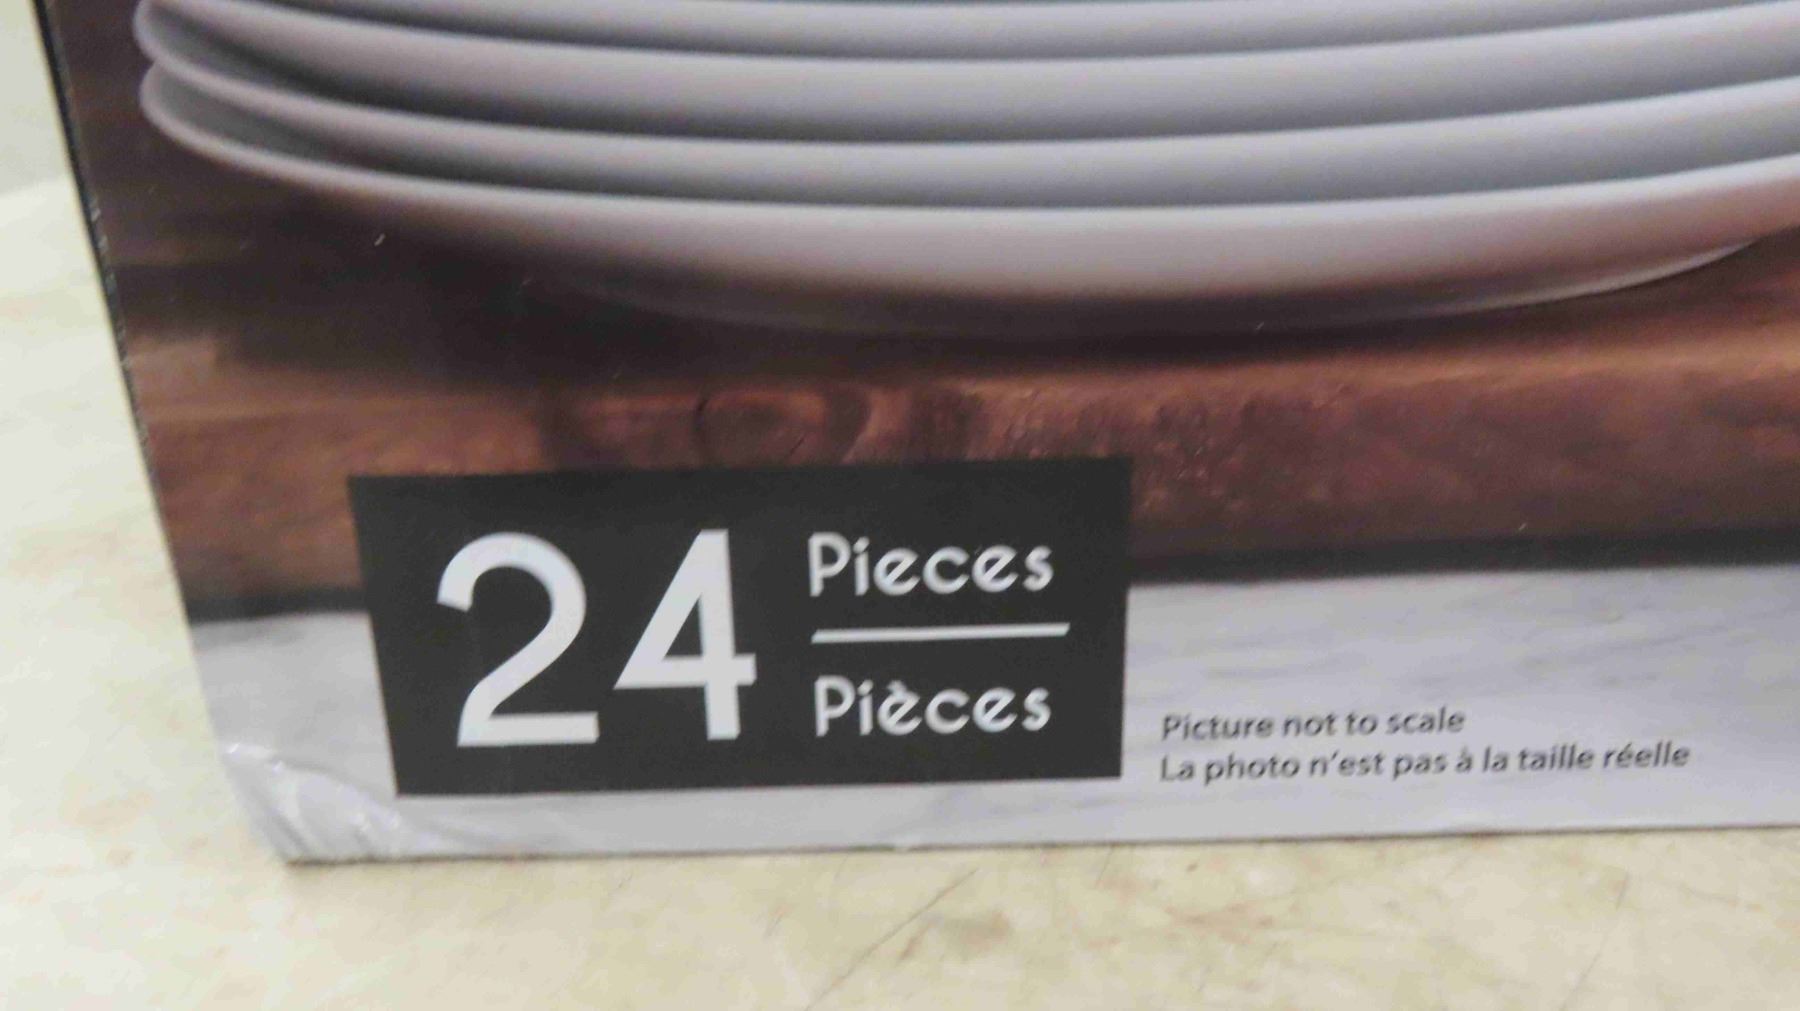 24
Pieces
Pièces
Picture not to scale
La photo n'est pas à la taille réelle